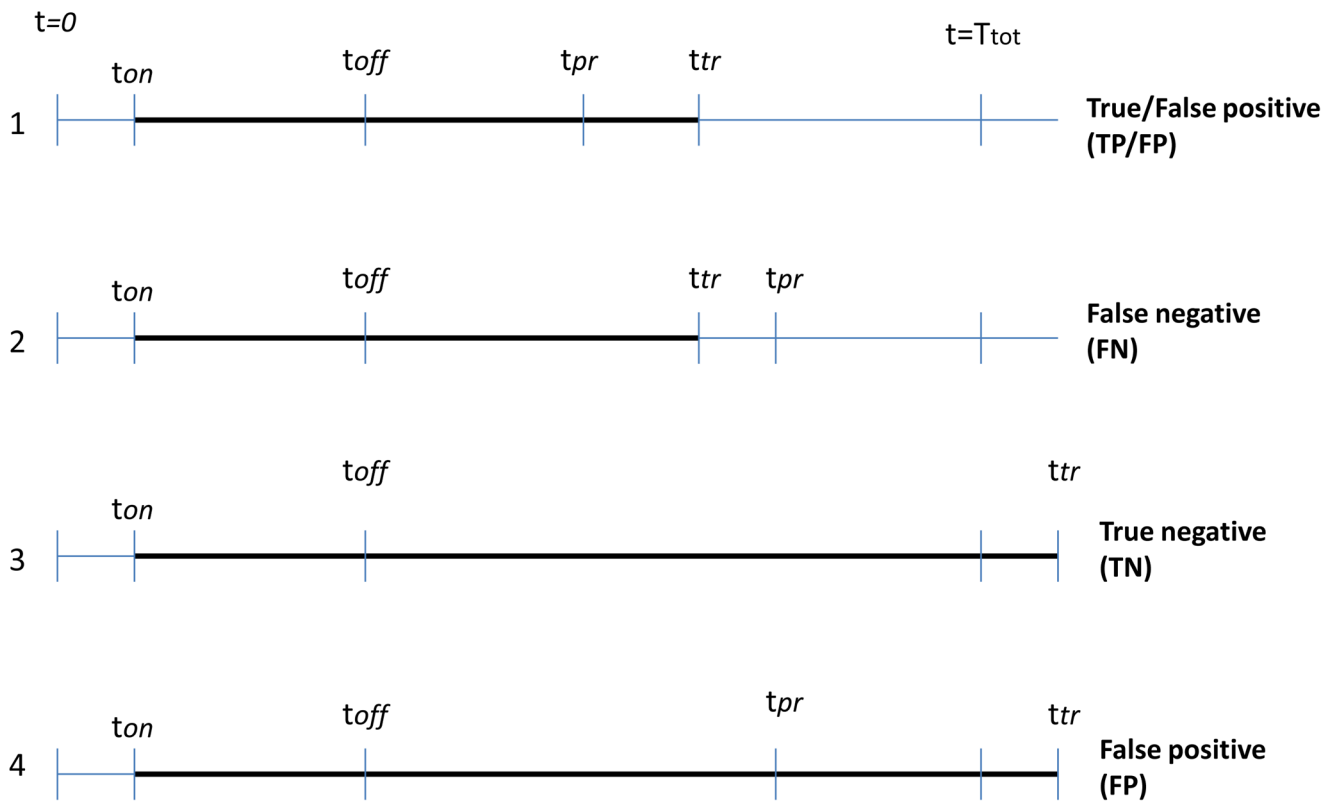 t=0
t=Ttot
ton
toff
tpr
ttr
1
True/False positive
(TP/FP)
ton
toff
ttr
tpr
2
False negative
(FN)
ton
toff
ttr
3
True negative
(TN)
ton
toff
tpr
ttr
4
False positive
(FP)